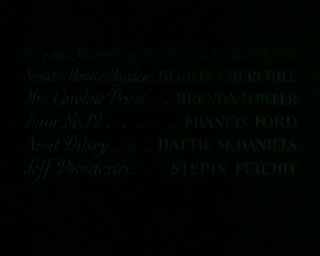 Senator Horace Maydew, BERTON CHURCHILL
Mrs. Caroline Priest . . . BRENDA FOWLER
Juror No. 12 . . . . . FRANCIS FORD
Aunt Dilsey . . . . HATTIE McDANIELS
Jeff Poindexter . . . STEPIN FETCHIT